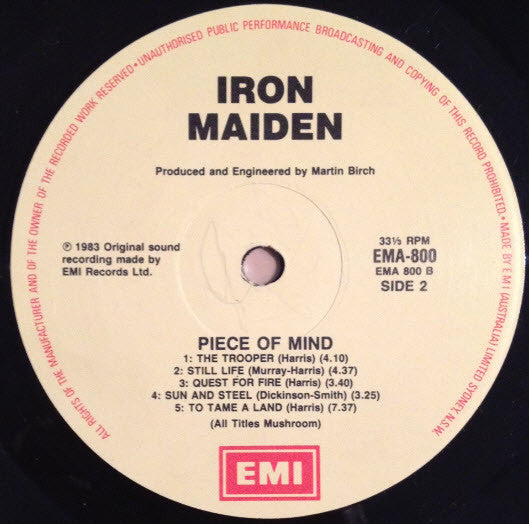 ALL RIGHTS OF THE MANUFACTURER AND OF THE OWNER OF THE RECORDED WORK RESERVED • UNAUTHORISED PUBLIC PERFORMANCE BROADCASTING AND COPYING OF THIS RECORD PROHIBITED. • MADE BY E M I (AUSTRALIA) LIMITED SYDNEY, N.S.W.
IRON
MAIDEN
Produced and Engineered by Martin Birch
℗ 1983 Original sound
recording made by
EMI Records Ltd.
33⅓ RPM
EMA-800
EMA 800 B
SIDE 2
PIECE OF MIND
1: THE TROOPER (Harris) (4.10)
2: STILL LIFE (Murray-Harris) (4.37)
3: QUEST FOR FIRE (Harris) (3.40)
4: SUN AND STEEL (Dickinson-Smith) (3.25)
5: TO TAME A LAND (Harris) (7.37)
(All Titles Mushroom)
EMI